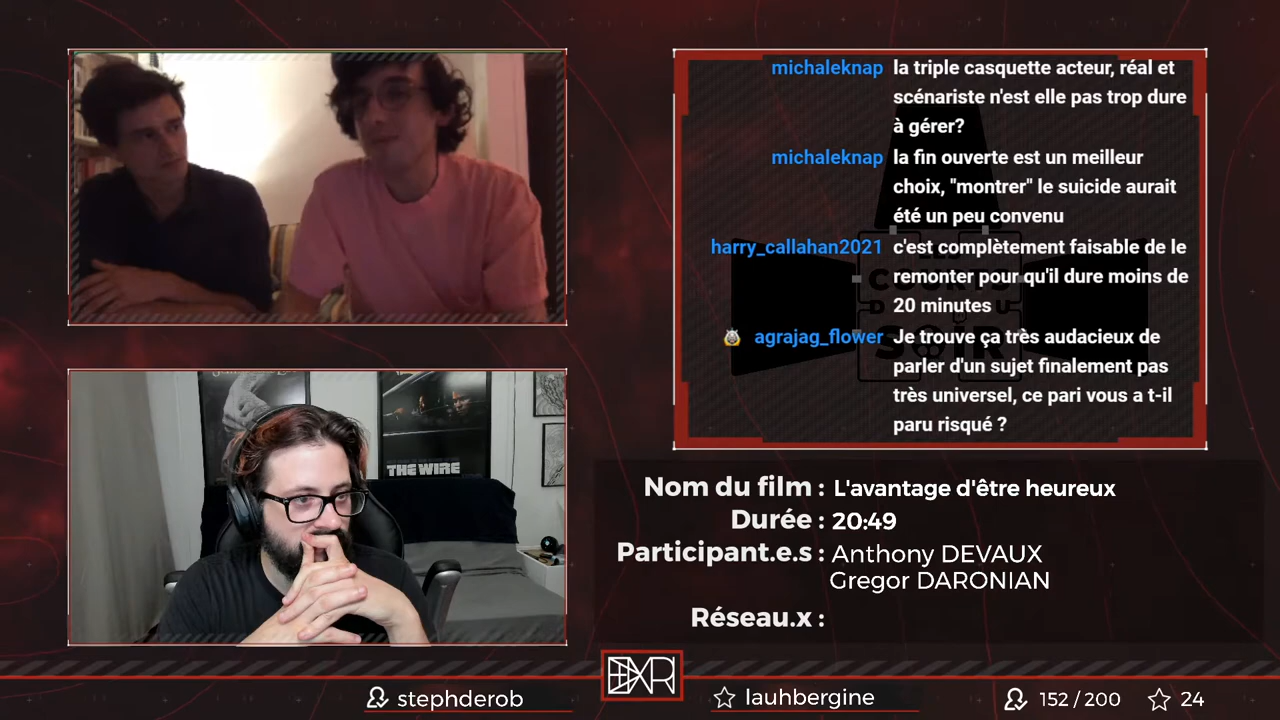 michaleknap la triple casquette acteur, réal et
scénariste n'est elle pas trop dure
à gérer?
michaleknap la fin ouverte est un meilleur
choix, "montrer" le suicide aurait
été un peu convenu
harry_callahan2021 c'est complètement faisable de le
remonter pour qu'il dure moins de
20 minutes
agrajag_flower Je trouve ça très audacieux de
parler d'un sujet finalement pas
très universel, ce pari vous a t-il
paru risqué ?
THE WIRE
Nom du film : L'avantage d'être heureux
Durée : 20:49
Participant.e.s : Anthony DEVAUX
Gregor DARONIAN
Réseau.x :
stephderob
lauhbergine
152 / 200
24